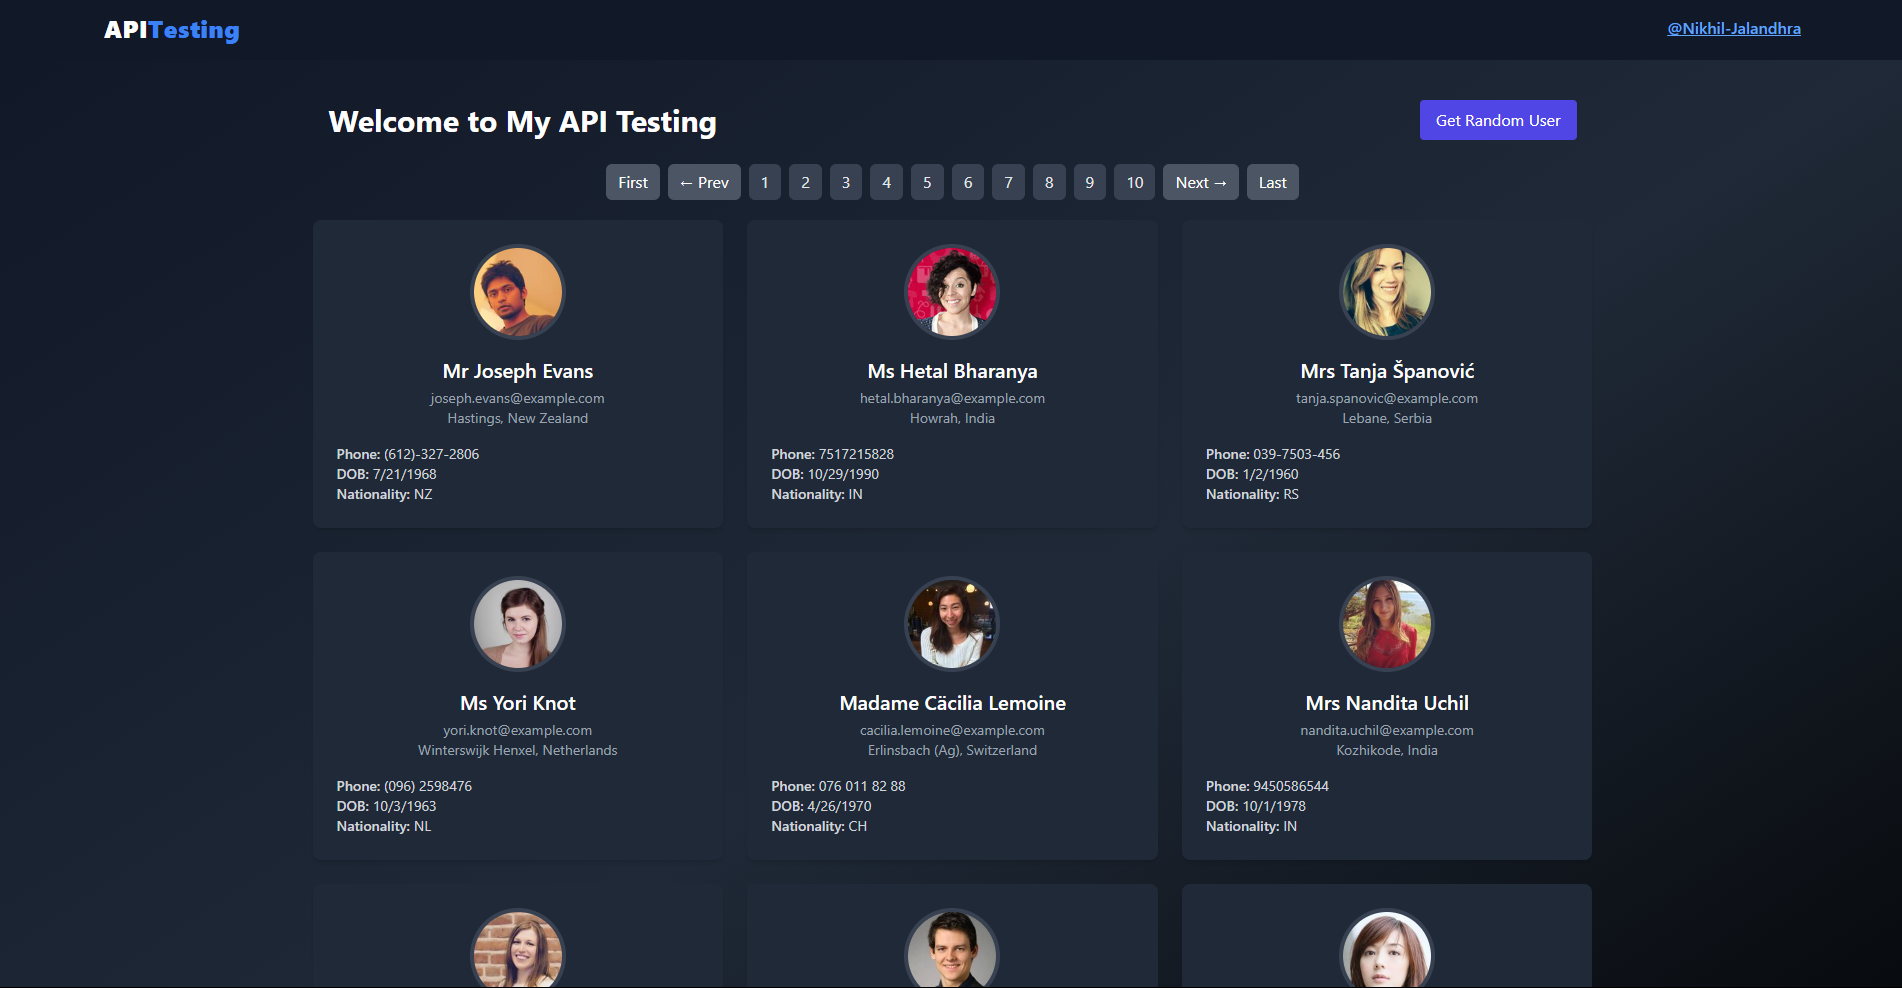 APITesting
@Nikhil-Jalandhra
Welcome to My API Testing
Get Random User
First ← Prev 1 2 3 4 5 6 7 8 9 10 Next → Last
Mr Joseph Evans
joseph.evans@example.com
Hastings, New Zealand
Phone: (612)-327-2806
DOB: 7/21/1968
Nationality: NZ
Ms Hetal Bharanya
hetal.bharanya@example.com
Howrah, India
Phone: 7517215828
DOB: 10/29/1990
Nationality: IN
Mrs Tanja Španović
tanja.spanovic@example.com
Lebane, Serbia
Phone: 039-7503-456
DOB: 1/2/1960
Nationality: RS
Ms Yori Knot
yori.knot@example.com
Winterswijk Henxel, Netherlands
Phone: (096) 2598476
DOB: 10/3/1963
Nationality: NL
Madame Cäcilia Lemoine
cacilia.lemoine@example.com
Erlinsbach (Ag), Switzerland
Phone: 076 011 82 88
DOB: 4/26/1970
Nationality: CH
Mrs Nandita Uchil
nandita.uchil@example.com
Kozhikode, India
Phone: 9450586544
DOB: 10/1/1978
Nationality: IN